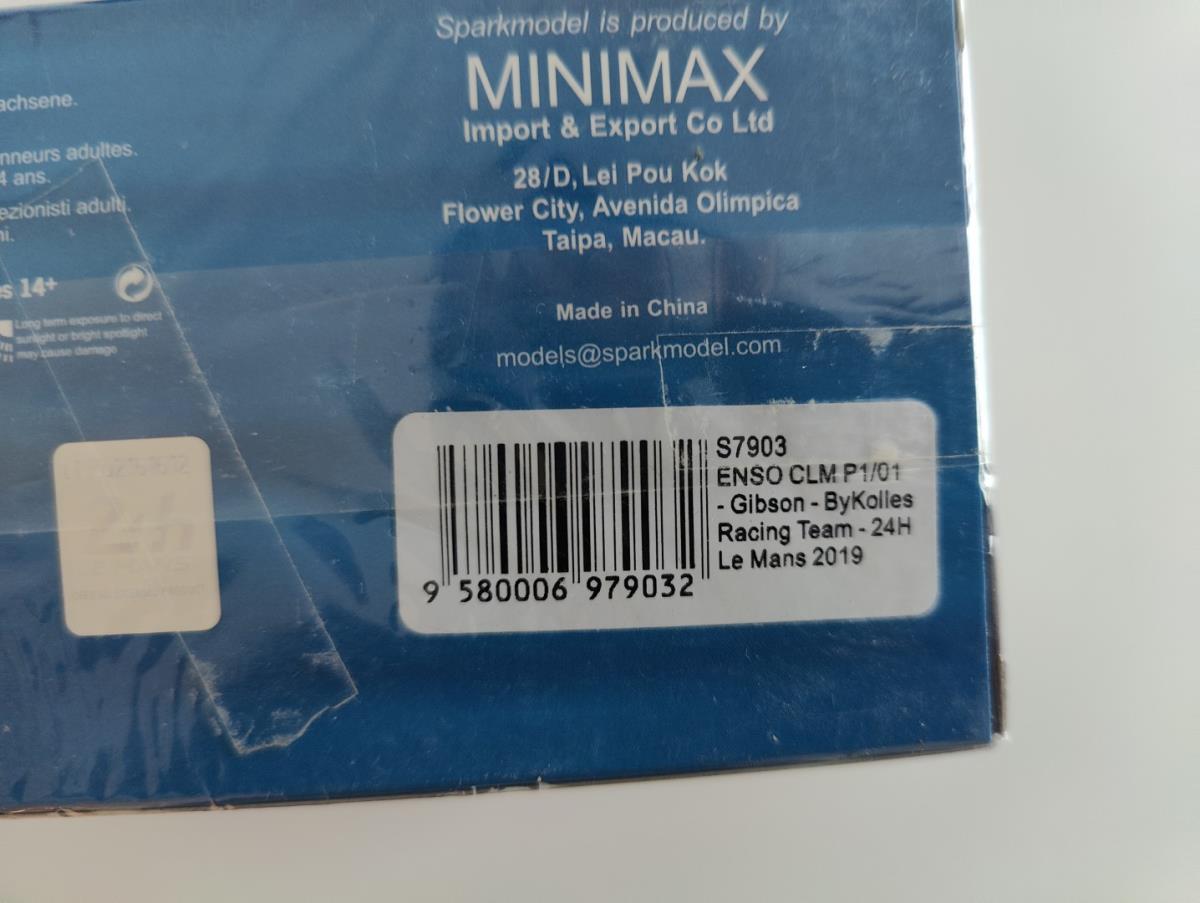 Sparkmodel is produced by
MINIMAX
Import & Export Co Ltd
28/D, Lei Pou Kok
Flower City, Avenida Olimpica
Taipa, Macau.
Made in China
models@sparkmodel.com
achsene.
nneurs adultes.
4 ans.
ezionisti adulti.
ni.
es 14+
Long term exposure to direct
sunlight or bright spotlight
may cause damage
S7903
ENSO CLM P1/01
- Gibson - ByKolles
Racing Team - 24H
Le Mans 2019
9 580006 979032